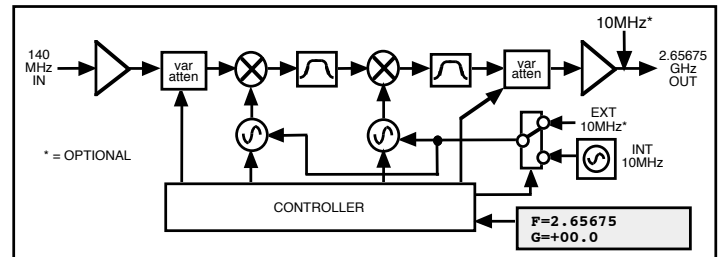 10MHz*
140
MHz
IN
var
atten
var
atten
2.65675
GHz
OUT
EXT
10MHz*
INT
10MHz
* = OPTIONAL
CONTROLLER
F=2.65675
G=+00.0